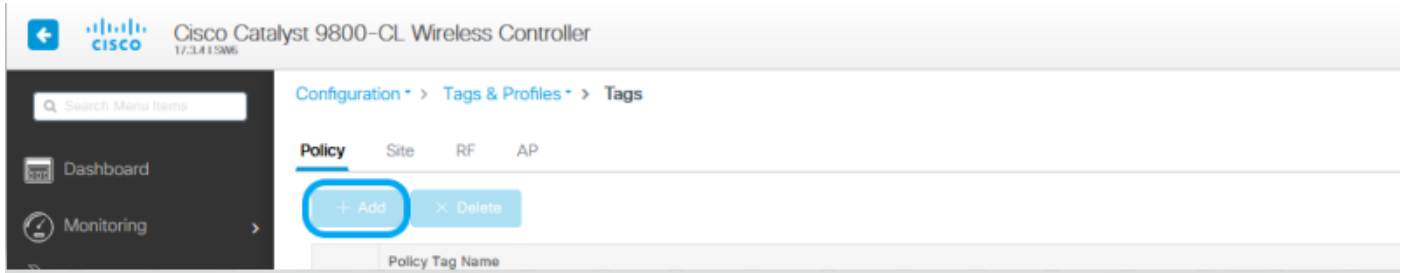 CISCO
Cisco Catalyst 9800-CL Wireless Controller
Search Menu Items
Configuration > Tags & Profiles > Tags
Policy Site RF AP
Dashboard
+ Add × Delete
Monitoring >
Policy Tag Name